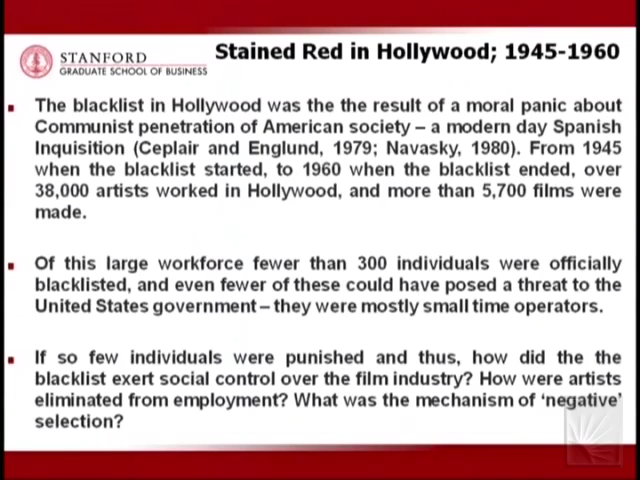 STANFORD
GRADUATE SCHOOL OF BUSINESS
Stained Red in Hollywood; 1945-1960
The blacklist in Hollywood was the the result of a moral panic about
Communist penetration of American society – a modern day Spanish
Inquisition (Ceplair and Englund, 1979; Navasky, 1980). From 1945
when the blacklist started, to 1960 when the blacklist ended, over
38,000 artists worked in Hollywood, and more than 5,700 films were
made.
Of this large workforce fewer than 300 individuals were officially
blacklisted, and even fewer of these could have posed a threat to the
United States government – they were mostly small time operators.
If so few individuals were punished and thus, how did the the
blacklist exert social control over the film industry? How were artists
eliminated from employment? What was the mechanism of ‘negative’
selection?